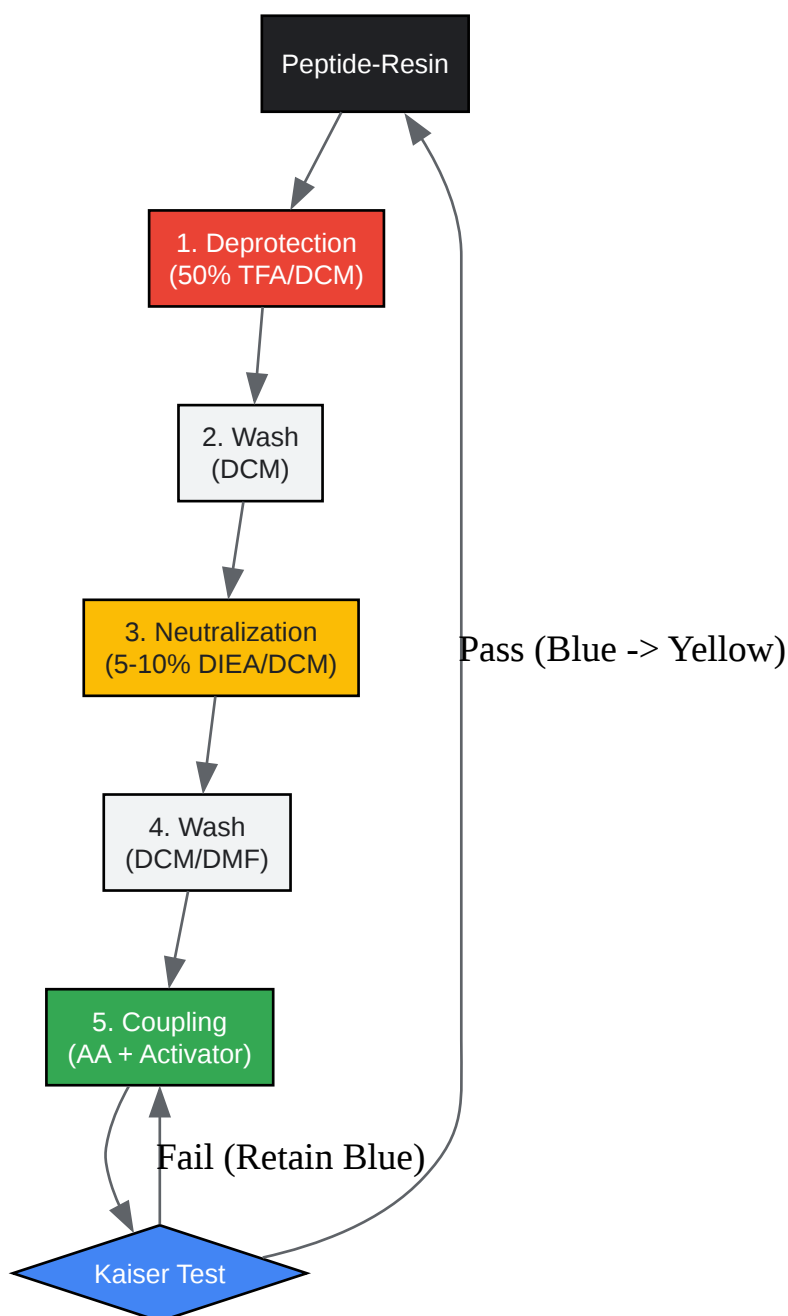 Peptide-Resin
1. Deprotection
(50% TFA/DCM)
2. Wash
(DCM)
3. Neutralization
(5-10% DIEA/DCM)
Pass (Blue -> Yellow)
4. Wash
(DCM/DMF)
5. Coupling
(AA + Activator)
Fail (Retain Blue)
Kaiser Test